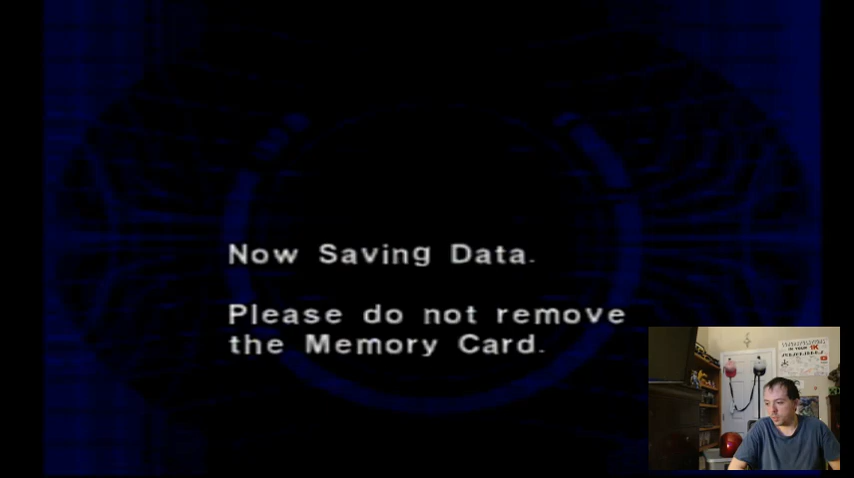 Now Saving Data.
Please do not remove
the Memory Card.